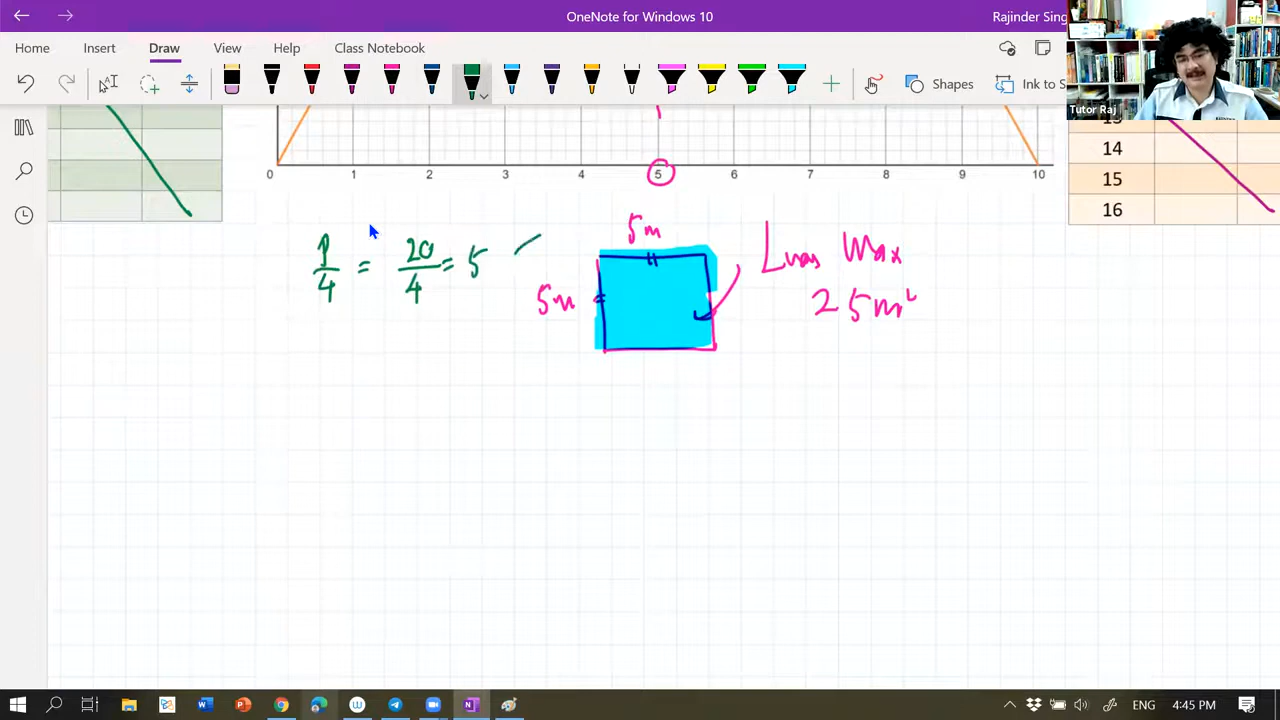 OneNote for Windows 10
Rajinder Sing
Home Insert Draw View Help Class Notebook
Shapes
Ink to S
Tutor Raj
0 1 2 3 4 5 6 7 8 9 10
13
14
15
16
P/4 = 20/4 = 5
5m
5m
Luas Max
25m²
ENG 4:45 PM